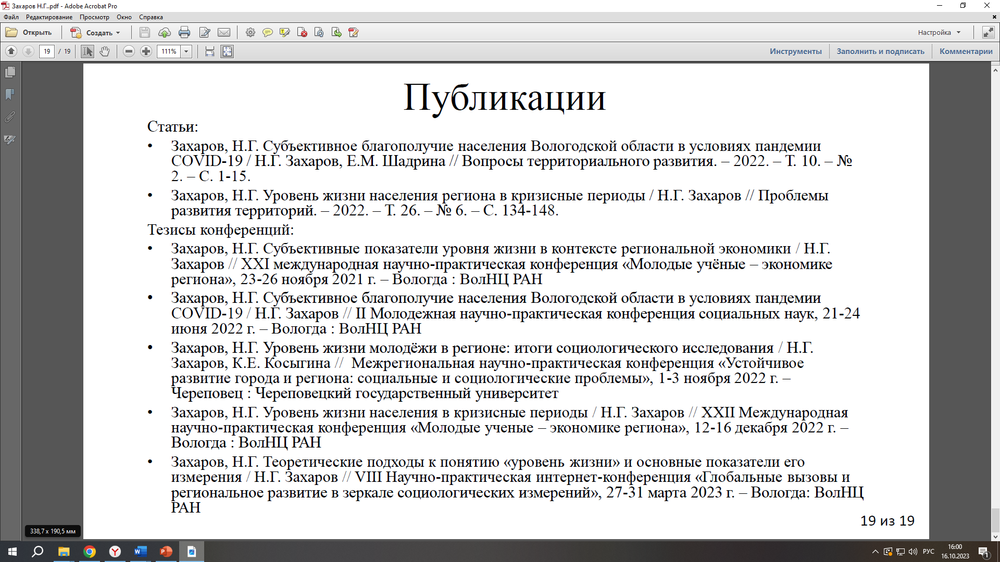 Захаров Н.Г..pdf - Adobe Acrobat Pro
Файл Редактирование Просмотр Окно Справка
Открыть Создать Настройка
19 / 19 111% Инструменты Заполнить и подписать Комментарии
Публикации
Статьи:
• Захаров, Н.Г. Субъективное благополучие населения Вологодской области в условиях пандемии
COVID-19 / Н.Г. Захаров, Е.М. Шадрина // Вопросы территориального развития. – 2022. – Т. 10. – №
2. – С. 1-15.
• Захаров, Н.Г. Уровень жизни населения региона в кризисные периоды / Н.Г. Захаров // Проблемы
развития территорий. – 2022. – Т. 26. – № 6. – С. 134-148.
Тезисы конференций:
• Захаров, Н.Г. Субъективные показатели уровня жизни в контексте региональной экономики / Н.Г.
Захаров // XXI международная научно-практическая конференция «Молодые учёные – экономике
региона», 23-26 ноября 2021 г. – Вологда : ВолНЦ РАН
• Захаров, Н.Г. Субъективное благополучие населения Вологодской области в условиях пандемии
COVID-19 / Н.Г. Захаров // II Молодежная научно-практическая конференция социальных наук, 21-24
июня 2022 г. – Вологда : ВолНЦ РАН
• Захаров, Н.Г. Уровень жизни молодёжи в регионе: итоги социологического исследования / Н.Г.
Захаров, К.Е. Косыгина // Межрегиональная научно-практическая конференция «Устойчивое
развитие города и региона: социальные и социологические проблемы», 1-3 ноября 2022 г. –
Череповец : Череповецкий государственный университет
• Захаров, Н.Г. Уровень жизни населения в кризисные периоды / Н.Г. Захаров // XXII Международная
научно-практическая конференция «Молодые ученые – экономике региона», 12-16 декабря 2022 г. –
Вологда : ВолНЦ РАН
• Захаров, Н.Г. Теоретические подходы к понятию «уровень жизни» и основные показатели его
измерения / Н.Г. Захаров // VIII Научно-практическая интернет-конференция «Глобальные вызовы и
региональное развитие в зеркале социологических измерений», 27-31 марта 2023 г. – Вологда: ВолНЦ
РАН
19 из 19
338,7 x 190,5 мм
РУС
16:00
16.10.2023
1